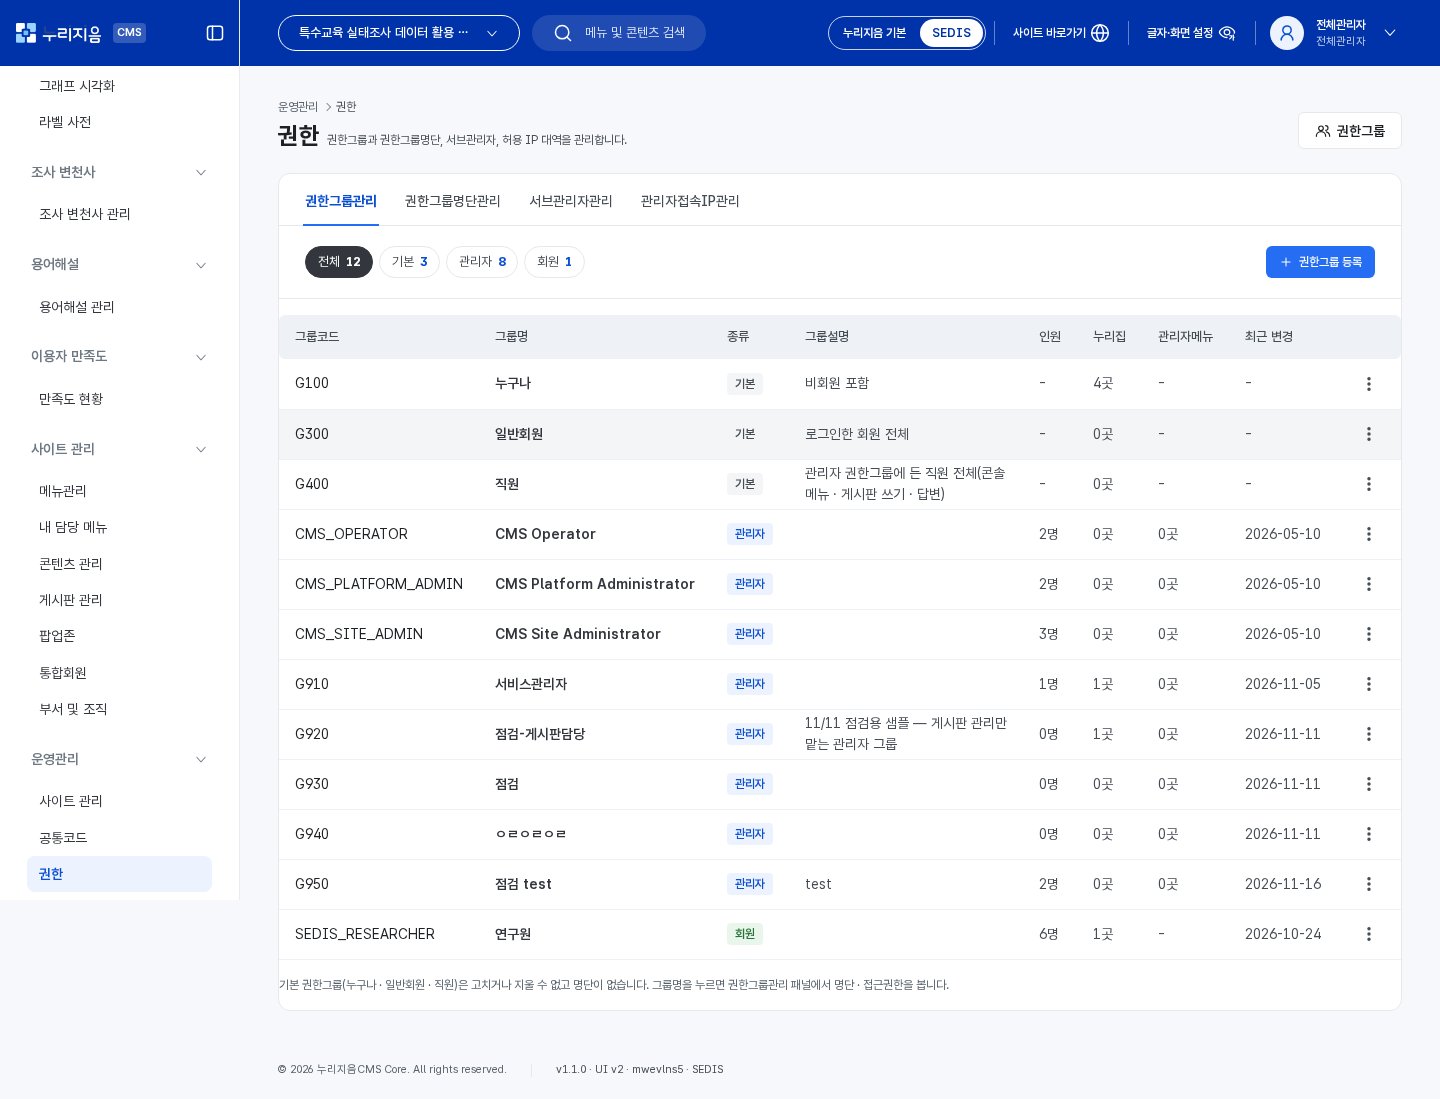 누리지음 CMS
특수교육 실태조사 데이터 활용 ···
메뉴 및 콘텐츠 검색
누리지음 기본 SEDIS
사이트 바로가기
글자·화면 설정
전체관리자
전체관리자
그래프 시각화
라벨 사전
조사 변천사
조사 변천사 관리
용어해설
용어해설 관리
이용자 만족도
만족도 현황
사이트 관리
메뉴관리
내 담당 메뉴
콘텐츠 관리
게시판 관리
팝업존
통합회원
부서 및 조직
운영관리
사이트 관리
공통코드
권한
운영관리 > 권한
권한 권한그룹과 권한그룹명단, 서브관리자, 허용 IP 대역을 관리합니다.
권한그룹
권한그룹관리 권한그룹명단관리 서브관리자관리 관리자접속IP관리
전체 12 기본 3 관리자 8 회원 1
+ 권한그룹 등록
그룹코드 그룹명 종류 그룹설명 인원 누리집 관리자메뉴 최근 변경
G100 누구나 기본 비회원 포함 - 4곳 - -
G300 일반회원 기본 로그인한 회원 전체 - 0곳 - -
G400 직원 기본 관리자 권한그룹에 든 직원 전체(콘솔 메뉴 · 게시판 쓰기 · 답변) - 0곳 - -
CMS_OPERATOR CMS Operator 관리자 2명 0곳 0곳 2026-05-10
CMS_PLATFORM_ADMIN CMS Platform Administrator 관리자 2명 0곳 0곳 2026-05-10
CMS_SITE_ADMIN CMS Site Administrator 관리자 3명 0곳 0곳 2026-05-10
G910 서비스관리자 관리자 1명 1곳 0곳 2026-11-05
G920 점검-게시판담당 관리자 11/11 점검용 샘플 — 게시판 관리만 맡는 관리자 그룹 0명 1곳 0곳 2026-11-11
G930 점검 관리자 0명 0곳 0곳 2026-11-11
G940 ㅇㄹㅇㄹㅇㄹ 관리자 0명 0곳 0곳 2026-11-11
G950 점검 test 관리자 test 2명 0곳 0곳 2026-11-16
SEDIS_RESEARCHER 연구원 회원 6명 1곳 - 2026-10-24
기본 권한그룹(누구나 · 일반회원 · 직원)은 고치거나 지울 수 없고 명단이 없습니다. 그룹명을 누르면 권한그룹관리 패널에서 명단 · 접근권한을 봅니다.
© 2026 누리지음CMS Core. All rights reserved.
v1.1.0 · UI v2 · mwevlns5 · SEDIS